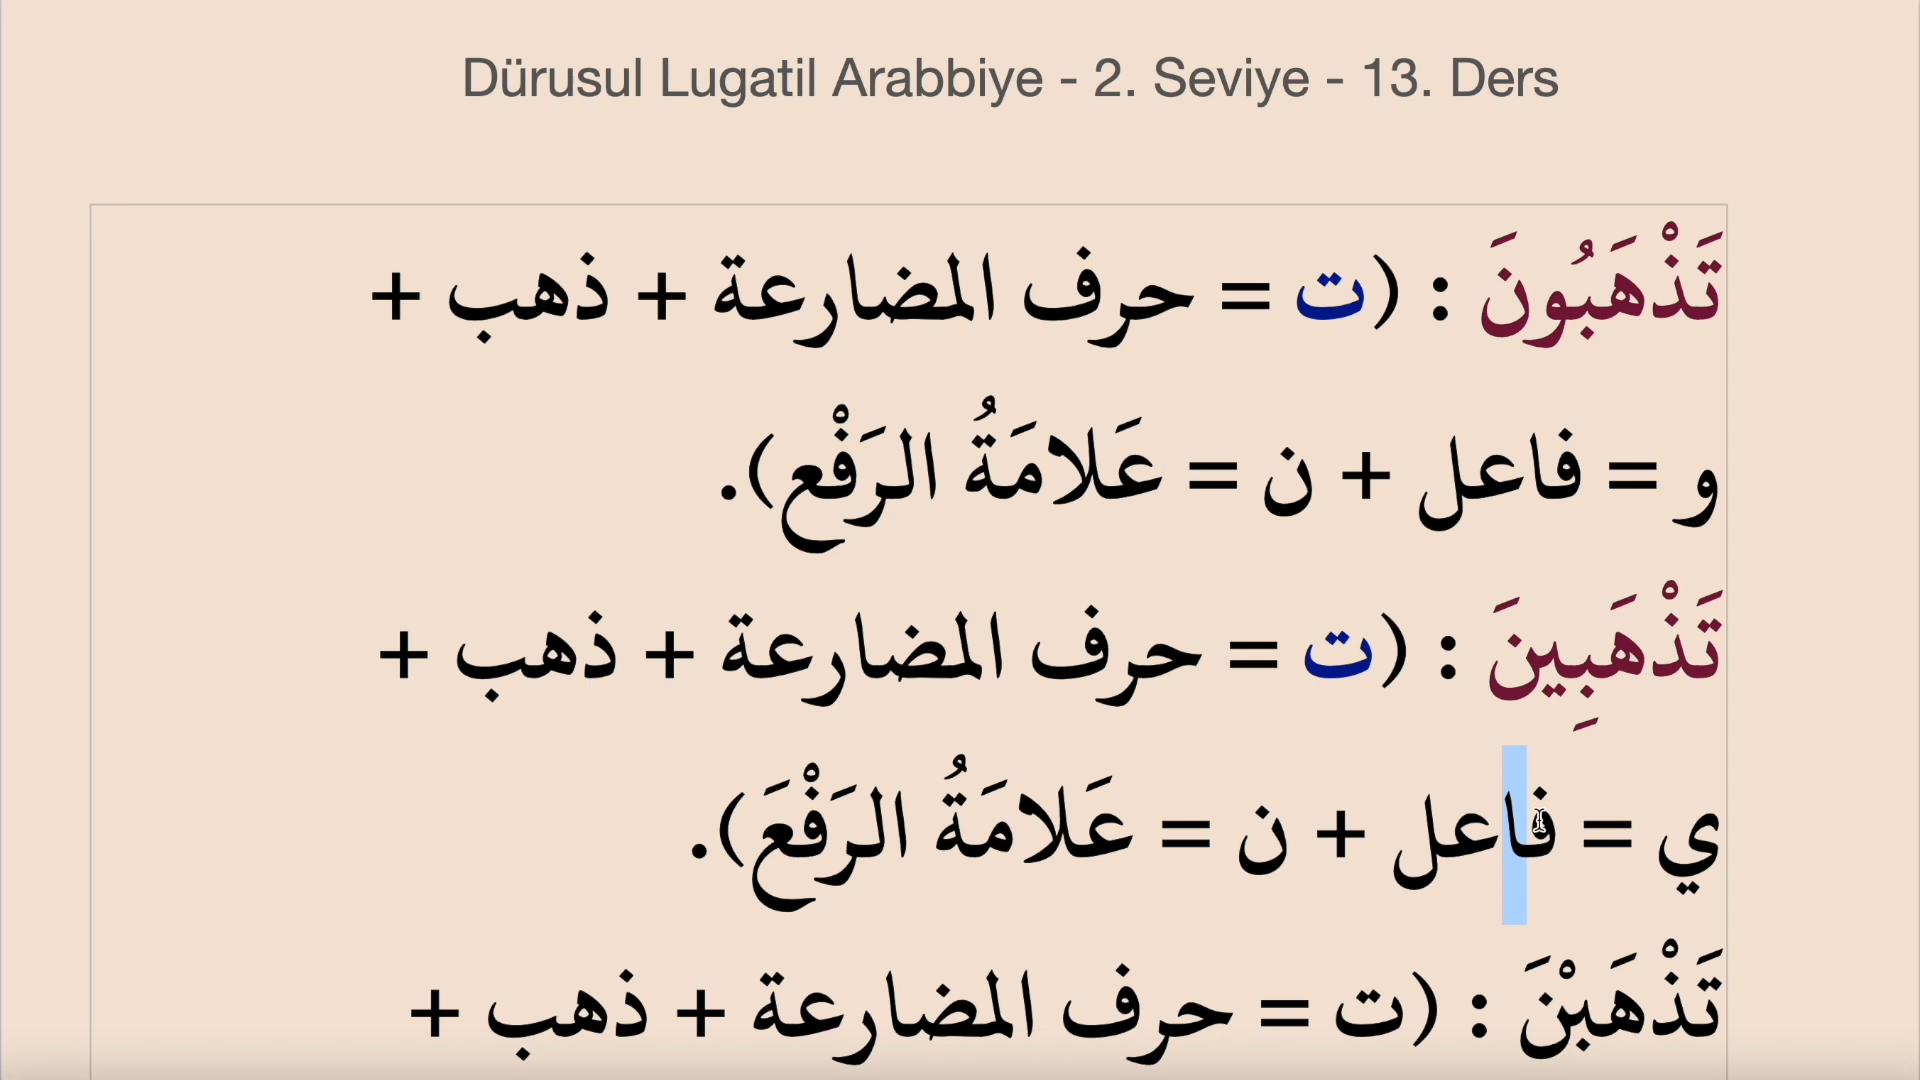 Dürusul Lugatil Arabbiye - 2. Seviye - 13. Ders
تَذْهَبُونَ : (ت = حرف المضارعة + ذهب +
و = فاعل + ن = عَلامَةُ الرَفْع).
تَذْهَبِينَ : (ت = حرف المضارعة + ذهب +
ي = فاعل + ن = عَلامَةُ الرَفْعَ).
تَذْهَبْنَ : (ت = حرف المضارعة + ذهب +